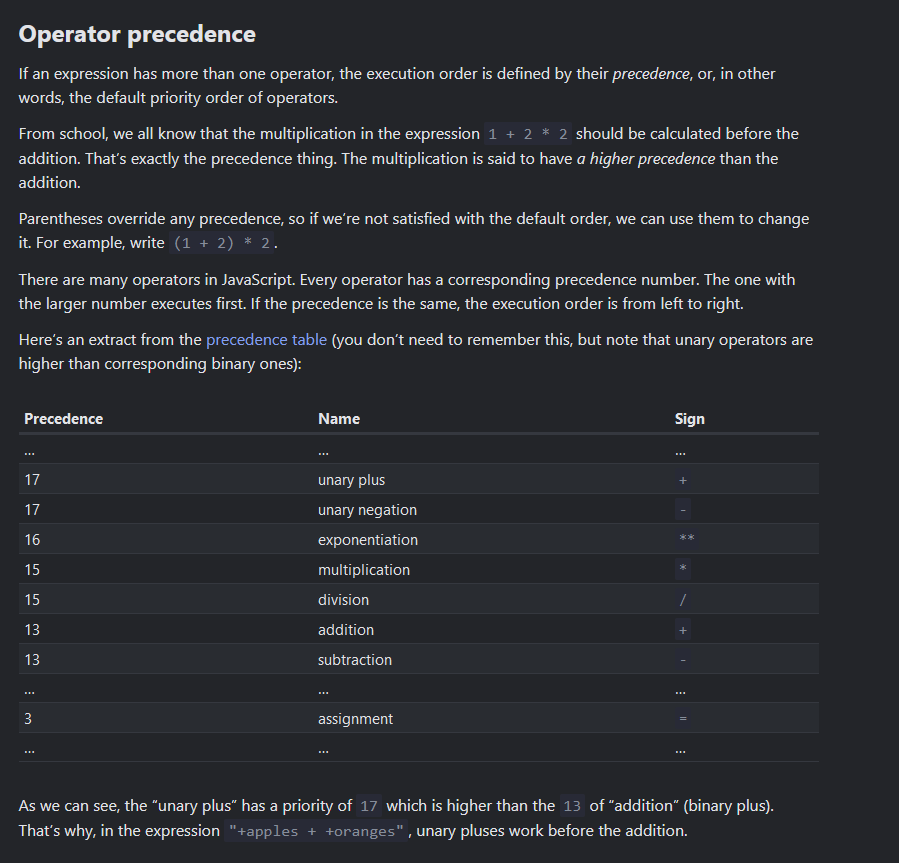 Operator precedence
If an expression has more than one operator, the execution order is defined by their precedence, or, in other
words, the default priority order of operators.
From school, we all know that the multiplication in the expression 1 + 2 * 2 should be calculated before the
addition. That’s exactly the precedence thing. The multiplication is said to have a higher precedence than the
addition.
Parentheses override any precedence, so if we’re not satisfied with the default order, we can use them to change
it. For example, write (1 + 2) * 2.
There are many operators in JavaScript. Every operator has a corresponding precedence number. The one with
the larger number executes first. If the precedence is the same, the execution order is from left to right.
Here’s an extract from the precedence table (you don’t need to remember this, but note that unary operators are
higher than corresponding binary ones):
Precedence Name Sign
… … …
17 unary plus +
17 unary negation -
16 exponentiation **
15 multiplication *
15 division /
13 addition +
13 subtraction -
… … …
3 assignment =
… … …
As we can see, the “unary plus” has a priority of 17 which is higher than the 13 of “addition” (binary plus).
That’s why, in the expression "+apples + +oranges", unary pluses work before the addition.